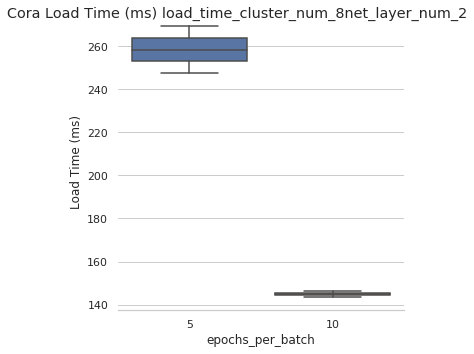 Cora Load Time (ms) load_time_cluster_num_8net_layer_num_2
260
240
220
200
180
160
140
Load Time (ms)
5 10
epochs_per_batch